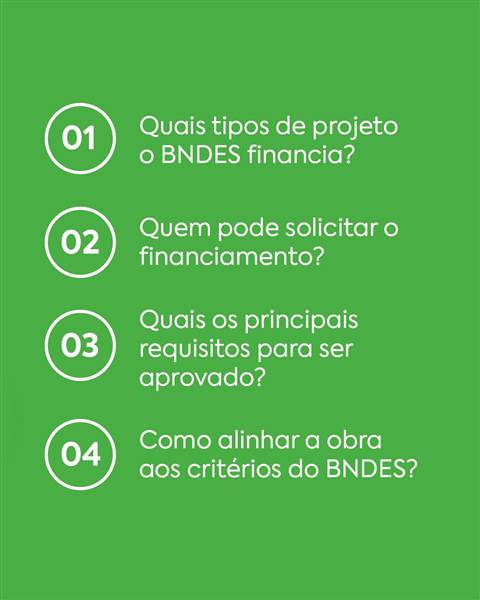 01
Quais tipos de projeto
o BNDES financia?
02
Quem pode solicitar o
financiamento?
03
Quais os principais
requisitos para ser
aprovado?
04
Como alinhar a obra
aos critérios do BNDES?